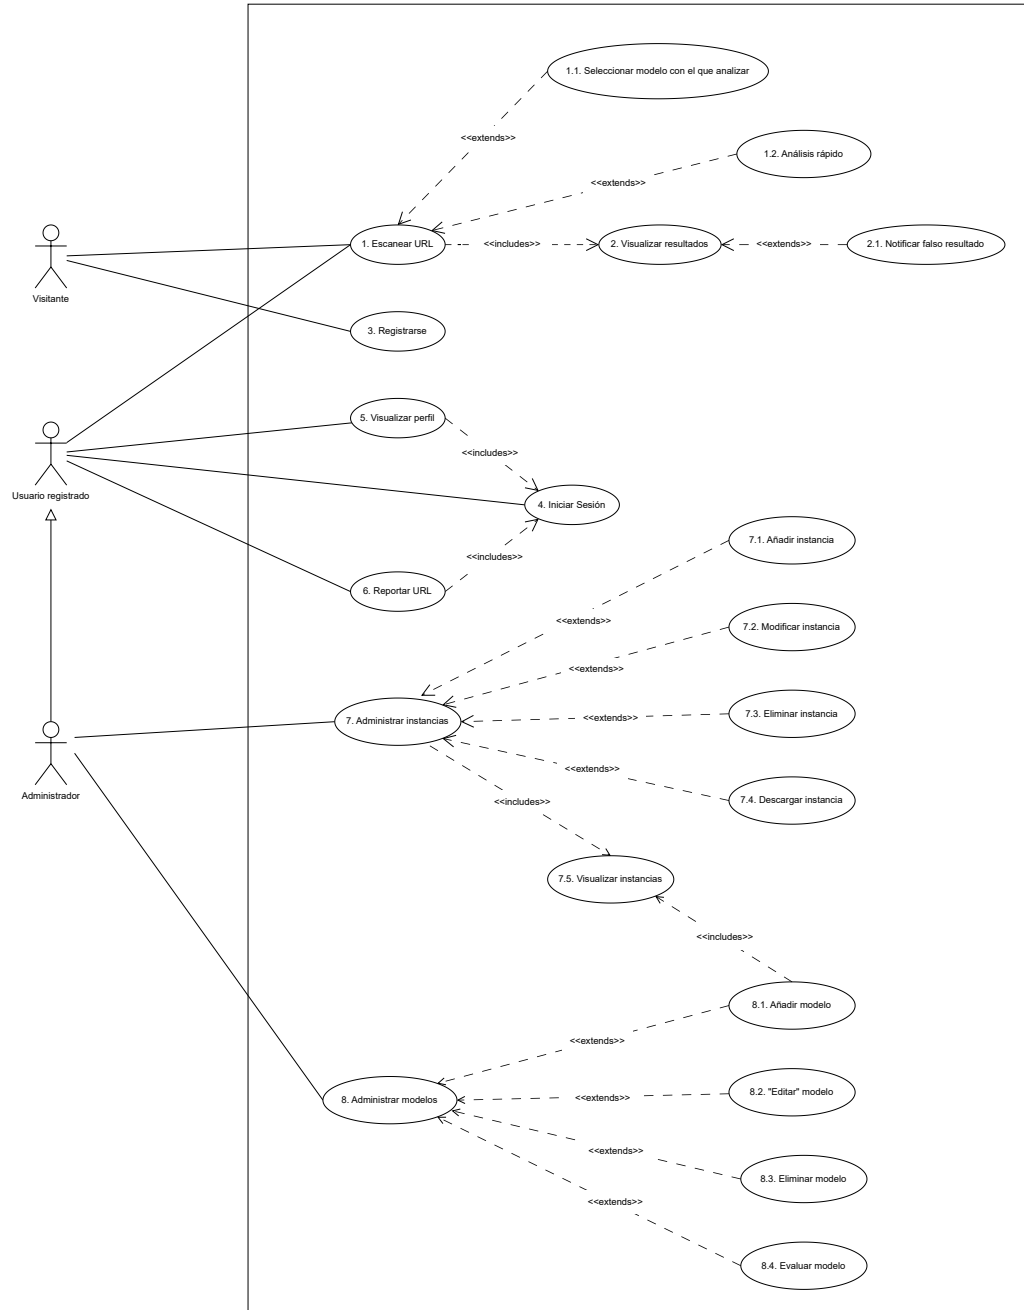 1.1. Seleccionar modelo con el que analizar
<<extends>>
1.2. Análisis rápido
<<extends>>
1. Escanear URL
<<includes>>
2. Visualizar resultados
<<extends>>
2.1. Notificar falso resultado
Visitante
3. Registrarse
5. Visualizar perfil
<<includes>>
Usuario registrado
4. Iniciar Sesión
7.1. Añadir instancia
<<includes>>
6. Reportar URL
<<extends>>
7.2. Modificar instancia
<<extends>>
7. Administrar instancias
<<extends>>
7.3. Eliminar instancia
<<extends>>
Administrador
<<includes>>
7.4. Descargar instancia
7.5. Visualizar instancias
<<includes>>
8.1. Añadir modelo
<<extends>>
8. Administrar modelos
<<extends>>
8.2. "Editar" modelo
<<extends>>
8.3. Eliminar modelo
<<extends>>
8.4. Evaluar modelo